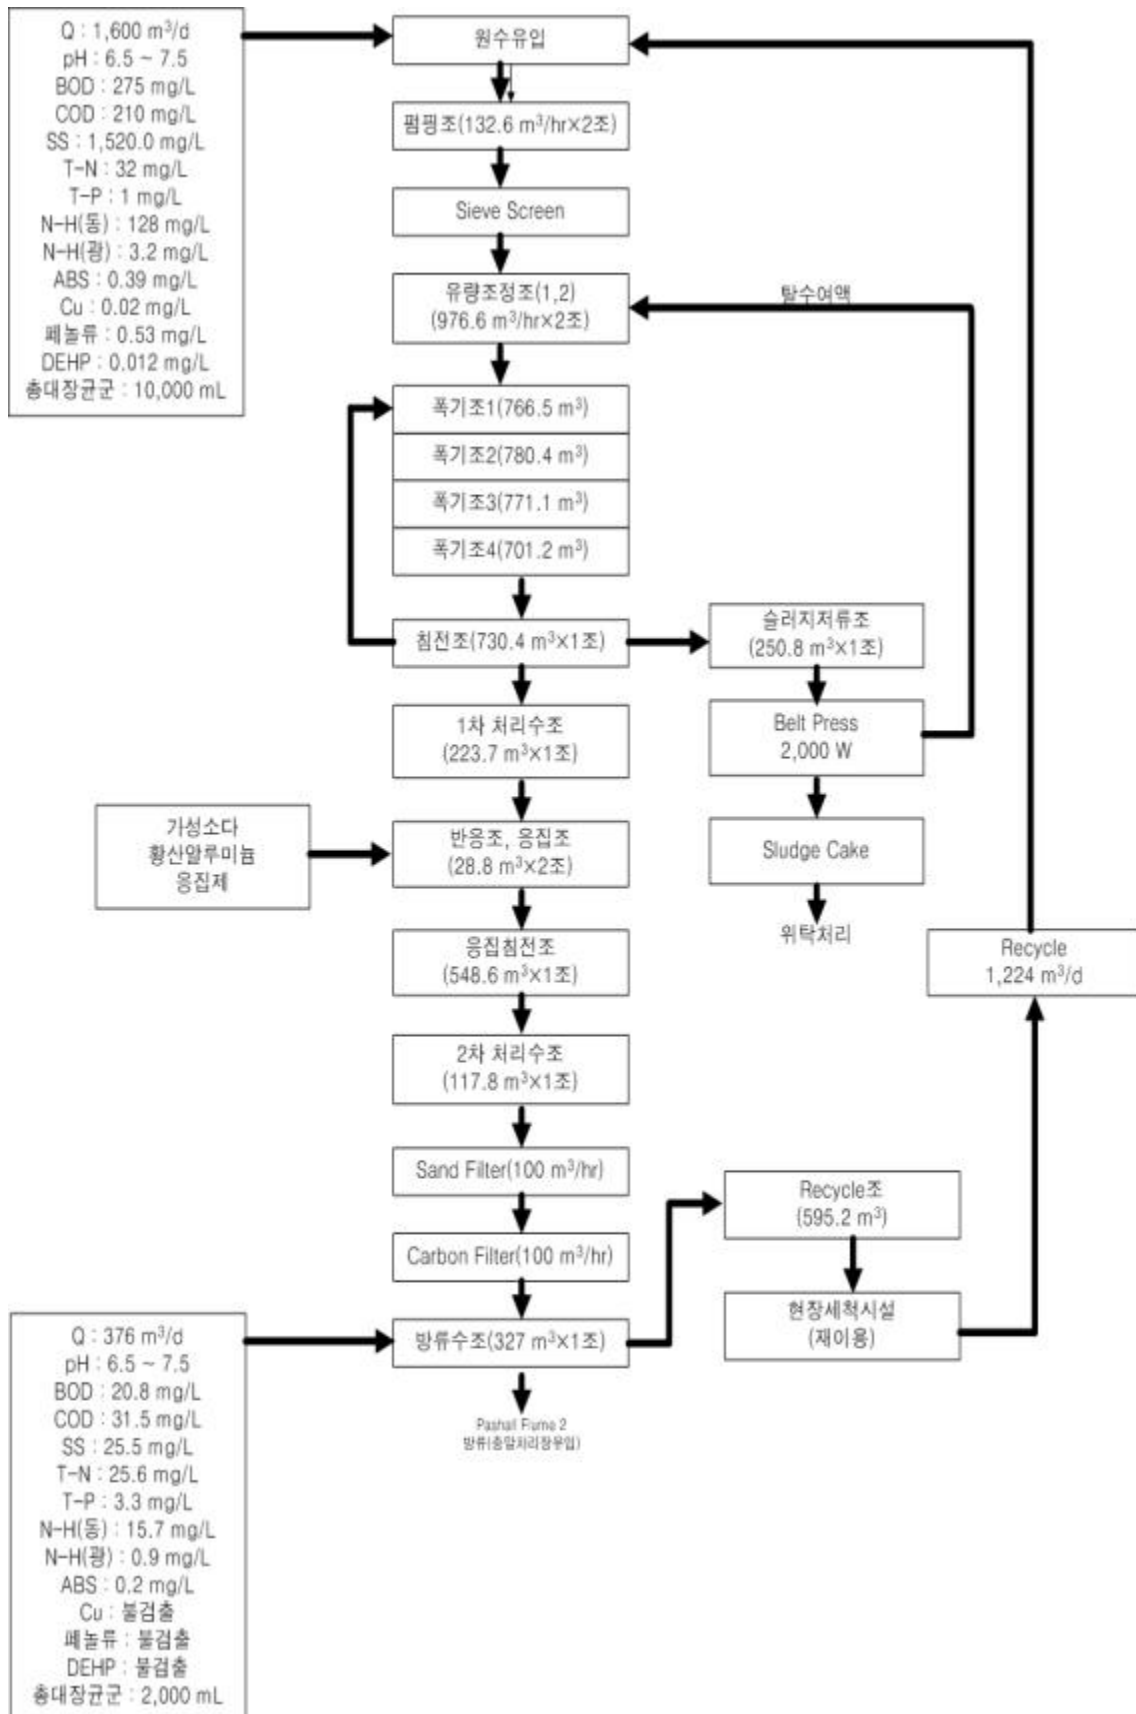 Q : 1,600 m³/d
pH : 6.5 ~ 7.5
BOD : 275 mg/L
COD : 210 mg/L
SS : 1,520.0 mg/L
T-N : 32 mg/L
T-P : 1 mg/L
N-H(동) : 128 mg/L
N-H(광) : 3.2 mg/L
ABS : 0.39 mg/L
Cu : 0.02 mg/L
페놀류 : 0.53 mg/L
DEHP : 0.012 mg/L
총대장균군 : 10,000 mL
원수유입
펌핑조(132.6 m³/hr×2조)
Sieve Screen
유량조정조(1,2)
(976.6 m³/hr×2조)
탈수여액
폭기조1(766.5 m³)
폭기조2(780.4 m³)
폭기조3(771.1 m³)
폭기조4(701.2 m³)
침전조(730.4 m³×1조)
슬러지저류조
(250.8 m³×1조)
1차 처리수조
(223.7 m³×1조)
Belt Press
2,000 W
가성소다
황산알루미늄
응집제
반응조, 응집조
(28.8 m³×2조)
Sludge Cake
위탁처리
응집침전조
(548.6 m³×1조)
Recycle
1,224 m³/d
2차 처리수조
(117.8 m³×1조)
Sand Filter(100 m³/hr)
Recycle조
(595.2 m³)
Carbon Filter(100 m³/hr)
현장세척시설
(재이용)
방류수조(327 m³×1조)
Pashall Flume 2
방류(종말처리장유입)
Q : 376 m³/d
pH : 6.5 ~ 7.5
BOD : 20.8 mg/L
COD : 31.5 mg/L
SS : 25.5 mg/L
T-N : 25.6 mg/L
T-P : 3.3 mg/L
N-H(동) : 15.7 mg/L
N-H(광) : 0.9 mg/L
ABS : 0.2 mg/L
Cu : 불검출
페놀류 : 불검출
DEHP : 불검출
총대장균군 : 2,000 mL